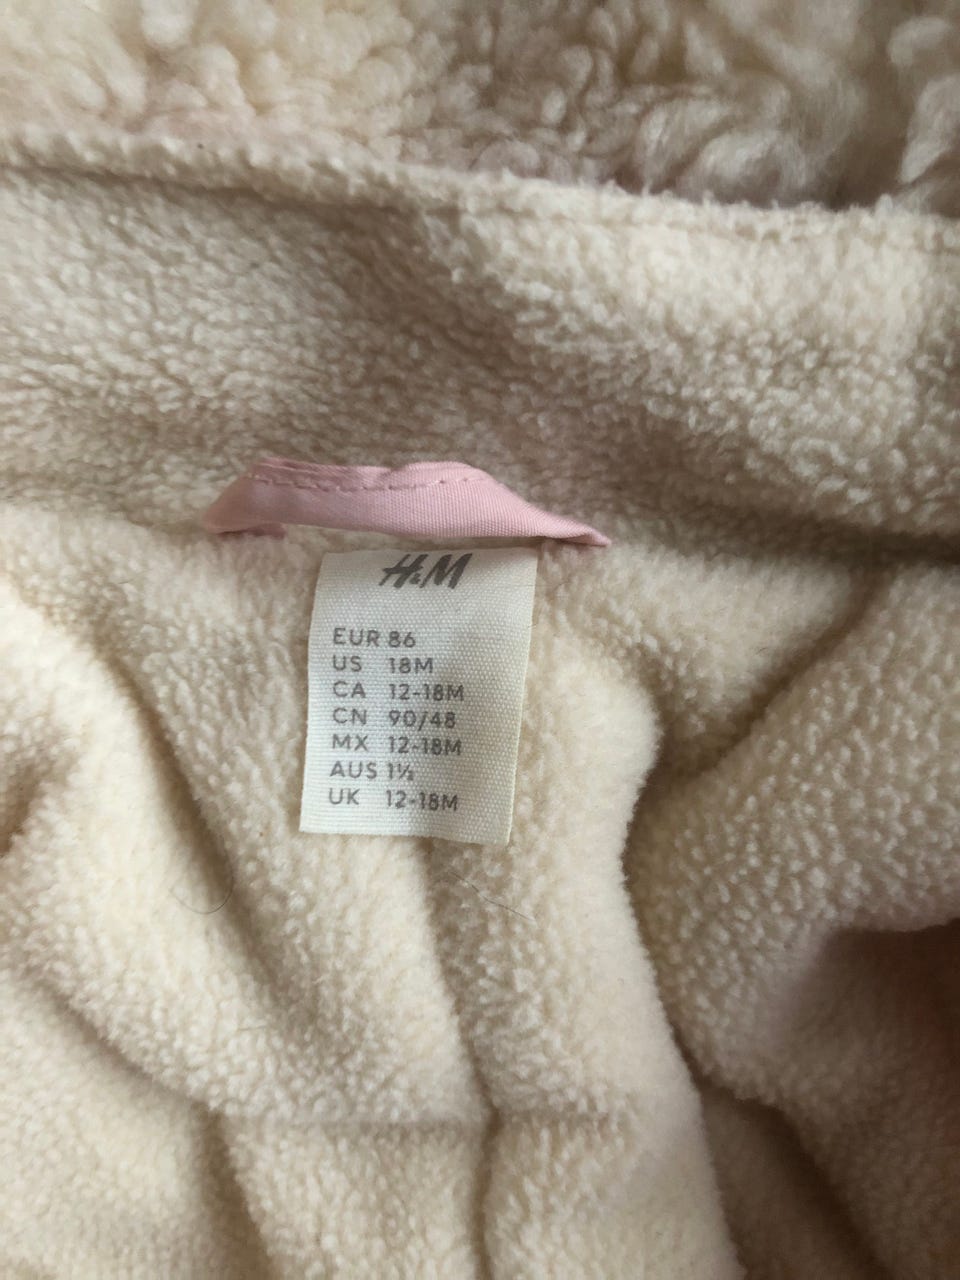 H&M
EUR 86
US 18M
CA 12-18M
CN 90/48
MX 12-18M
AUS 1½
UK 12-18M